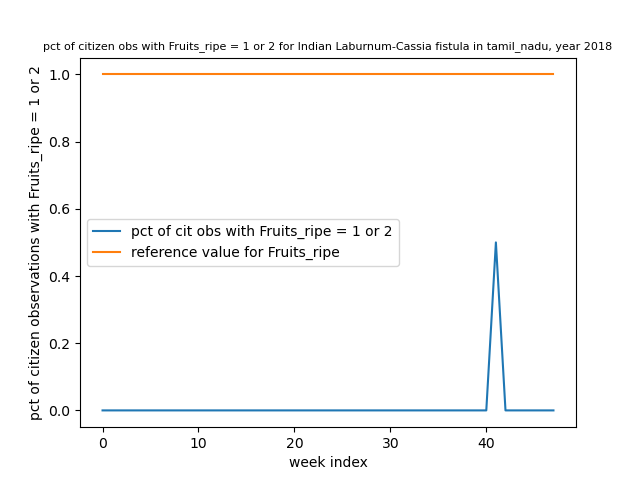 pct of citizen obs with Fruits_ripe = 1 or 2 for Indian Laburnum-Cassia fistula in tamil_nadu, year 2018
pct of citizen observations with Fruits_ripe = 1 or 2
1.0
0.8
0.6
0.4
0.2
0.0
pct of cit obs with Fruits_ripe = 1 or 2
reference value for Fruits_ripe
0
10
20
30
40
week index